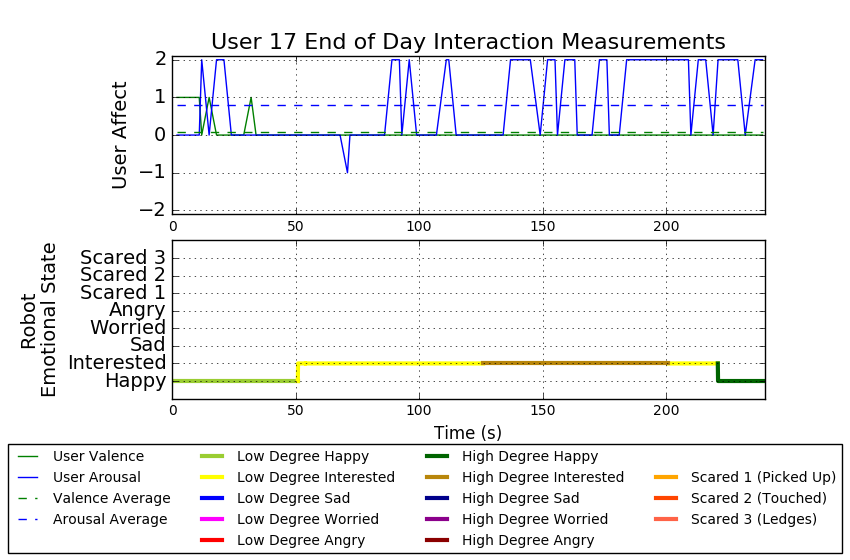 User 17 End of Day Interaction Measurements
User Affect
2
1
0
−1
−2
0 50 100 150 200
Robot
Emotional State
Scared 3
Scared 2
Scared 1
Angry
Worried
Sad
Interested
Happy
0 50 100 150 200
Time (s)
User Valence Low Degree Happy High Degree Happy
User Arousal Low Degree Interested High Degree Interested Scared 1 (Picked Up)
Valence Average Low Degree Sad High Degree Sad Scared 2 (Touched)
Arousal Average Low Degree Worried High Degree Worried Scared 3 (Ledges)
Low Degree Angry High Degree Angry